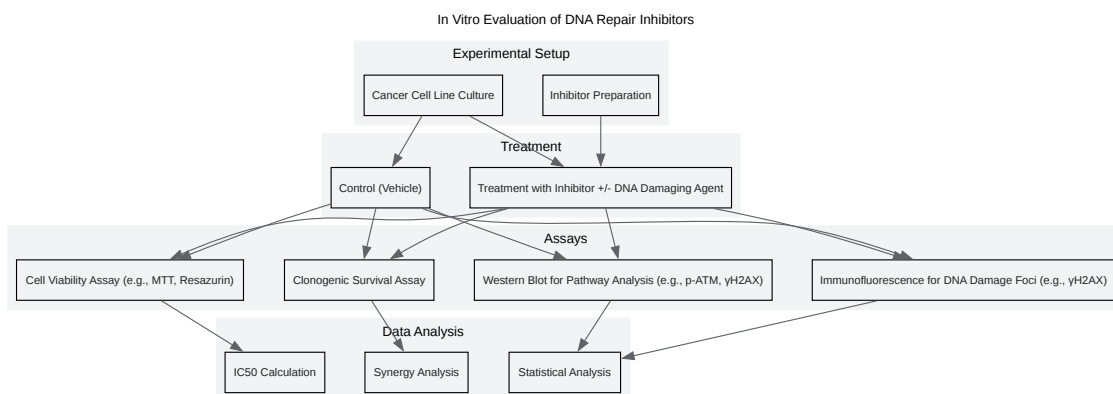 In Vitro Evaluation of DNA Repair Inhibitors
Experimental Setup
Cancer Cell Line Culture
Inhibitor Preparation
Treatment
Control (Vehicle)
Treatment with Inhibitor +/- DNA Damaging Agent
Assays
Cell Viability Assay (e.g., MTT, Resazurin)
Clonogenic Survival Assay
Western Blot for Pathway Analysis (e.g., p-ATM, γH2AX)
Immunofluorescence for DNA Damage Foci (e.g., γH2AX)
Data Analysis
IC50 Calculation
Synergy Analysis
Statistical Analysis